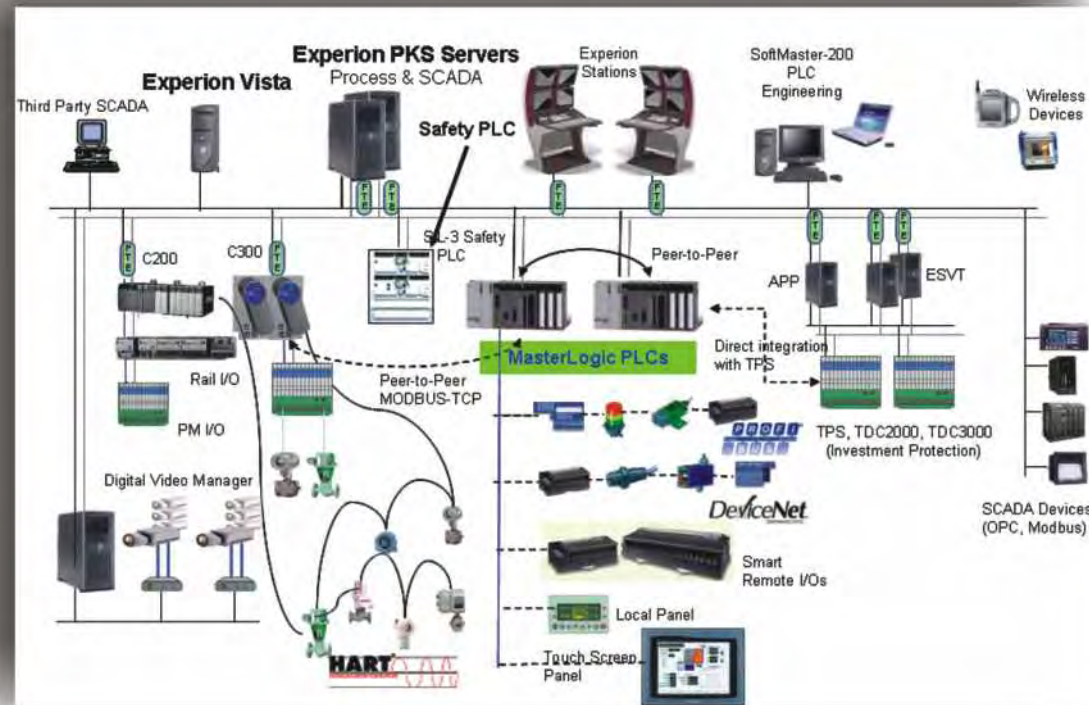 Experion PKS Servers
Process & SCADA
Experion
Stations
SoftMaster-200
PLC
Engineering
Experion Vista
Third Party SCADA
Safety PLC
Wireless
Devices
FTE
FTE
FTE
FTE
FTE
FTE
FTE
FTE
FTE
C200
C300
SIL-3 Safety
PLC
Peer-to-Peer
APP
ESVT
MasterLogic PLCs
Direct integration
with TPS
Rail I/O
Peer-to-Peer
MODBUS-TCP
PM I/O
PROFI
BUS
TPS, TDC2000, TDC3000
(Investment Protection)
Digital Video Manager
DeviceNet
SCADA Devices
(OPC, Modbus)
Smart
Remote I/Os
Local Panel
HART
Touch Screen
Panel